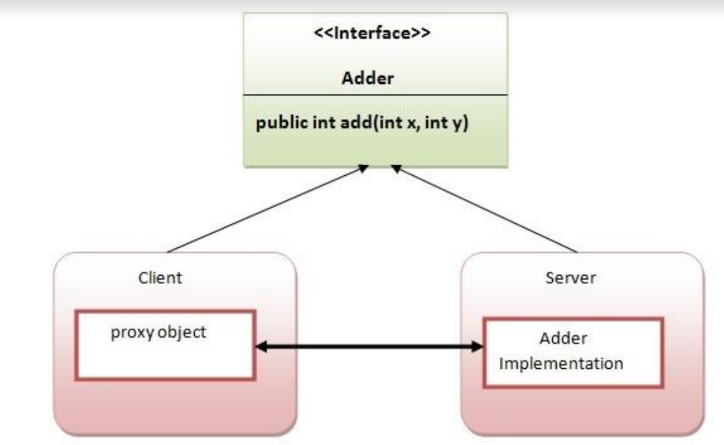 <<Interface>>
Adder
public int add(int x, int y)
Client
proxy object
Server
Adder
Implementation